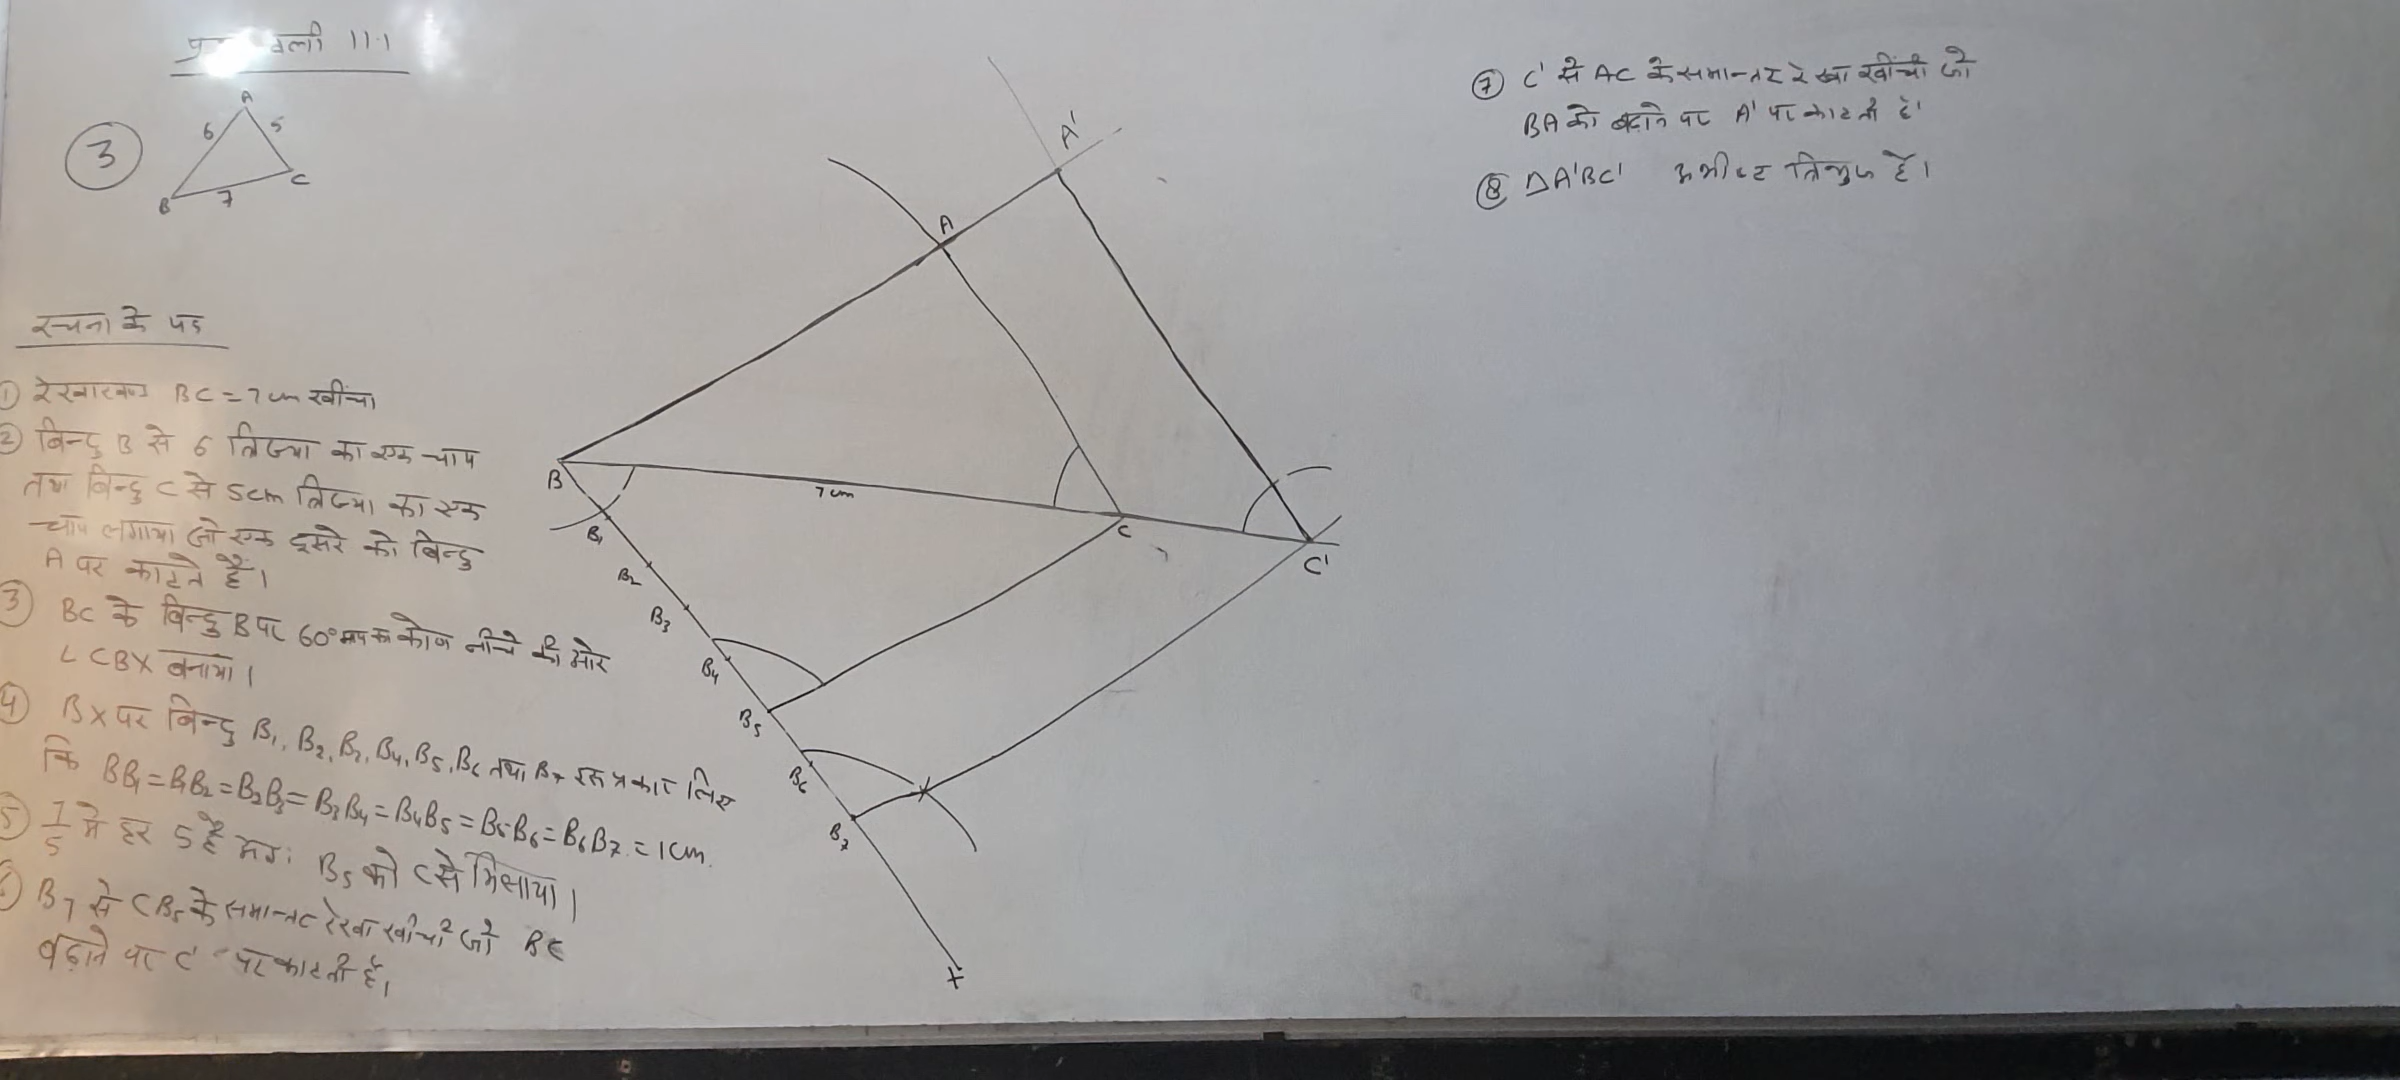 प्र वली 11.1
3
A
6
5
B
7
C
रचना के पद
① रेखाखण्ड BC = 7 cm खींचा
② बिन्दु B से 6 त्रिज्या का एक चाप
तथा बिन्दु C से 5cm त्रिज्या का एक
चाप लगाया जो एक दूसरे को बिन्दु
A पर काटते हैं।
③ BC के बिन्दु B पर 60° माप का कोण नीचे की ओर
∠CBX बनाया।
④ BX पर बिन्दु B₁, B₂, B₃, B₄, B₅, B₆ तथा B₇ इस प्रकार लिए
कि BB₁ = B₁B₂ = B₂B₃ = B₃B₄ = B₄B₅ = B₅B₆ = B₆B₇ = 1cm.
⑤ 7/5 में हर 5 है अतः B₅ को C से मिलाया।
⑥ B₇ से CB₅ के समान्तर रेखा खींची जो BC
बढ़ाने पर C' पर काटती है।
A'
A
B
7 cm
C
C'
B₁
B₂
B₃
B₄
B₅
B₆
B₇
X
⑦ C' से AC के समान्तर रेखा खींची जो
BA को बढ़ाने पर A' पर काटती है।
⑧ ΔA'BC' अभीष्ट त्रिभुज है।